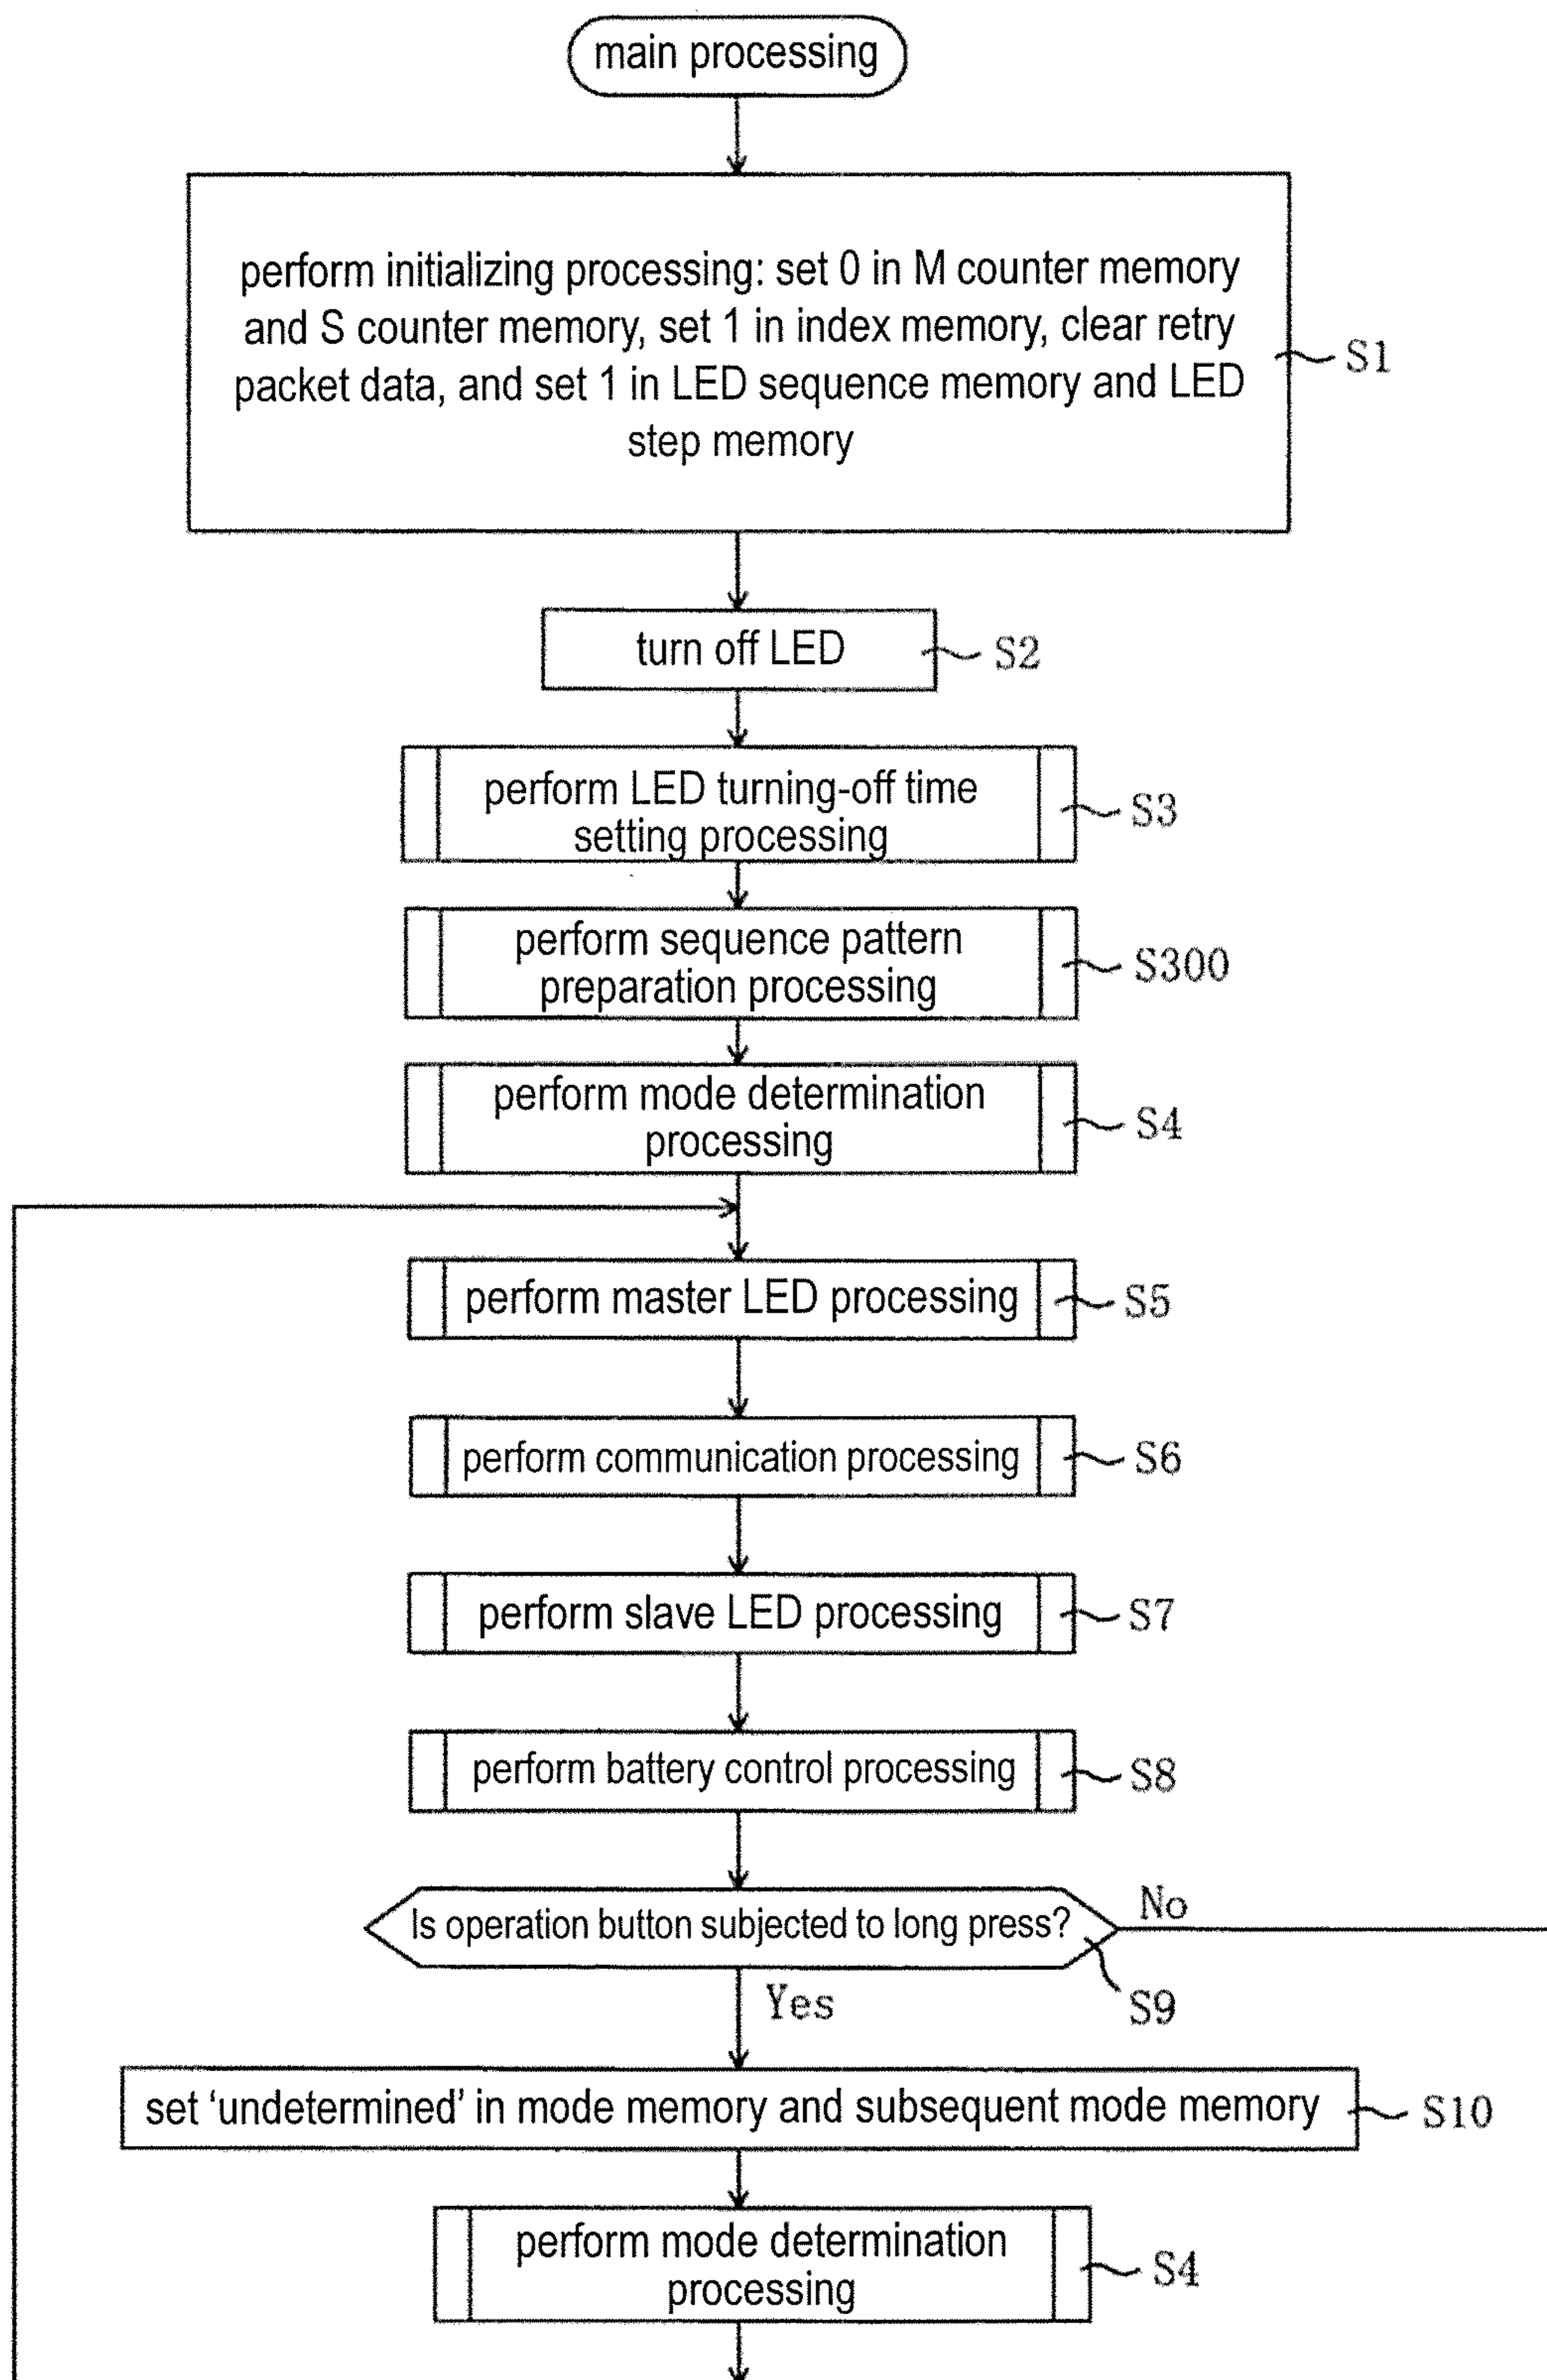 main processing
perform initializing processing: set 0 in M counter memory
and S counter memory, set 1 in index memory, clear retry
packet data, and set 1 in LED sequence memory and LED
step memory
S1
turn off LED
S2
perform LED turning-off time
setting processing
S3
perform sequence pattern
preparation processing
S300
perform mode determination
processing
S4
perform master LED processing
S5
perform communication processing
S6
perform slave LED processing
S7
perform battery control processing
S8
Is operation button subjected to long press?
No
S9
Yes
set ‘undetermined’ in mode memory and subsequent mode memory
S10
perform mode determination
processing
S4